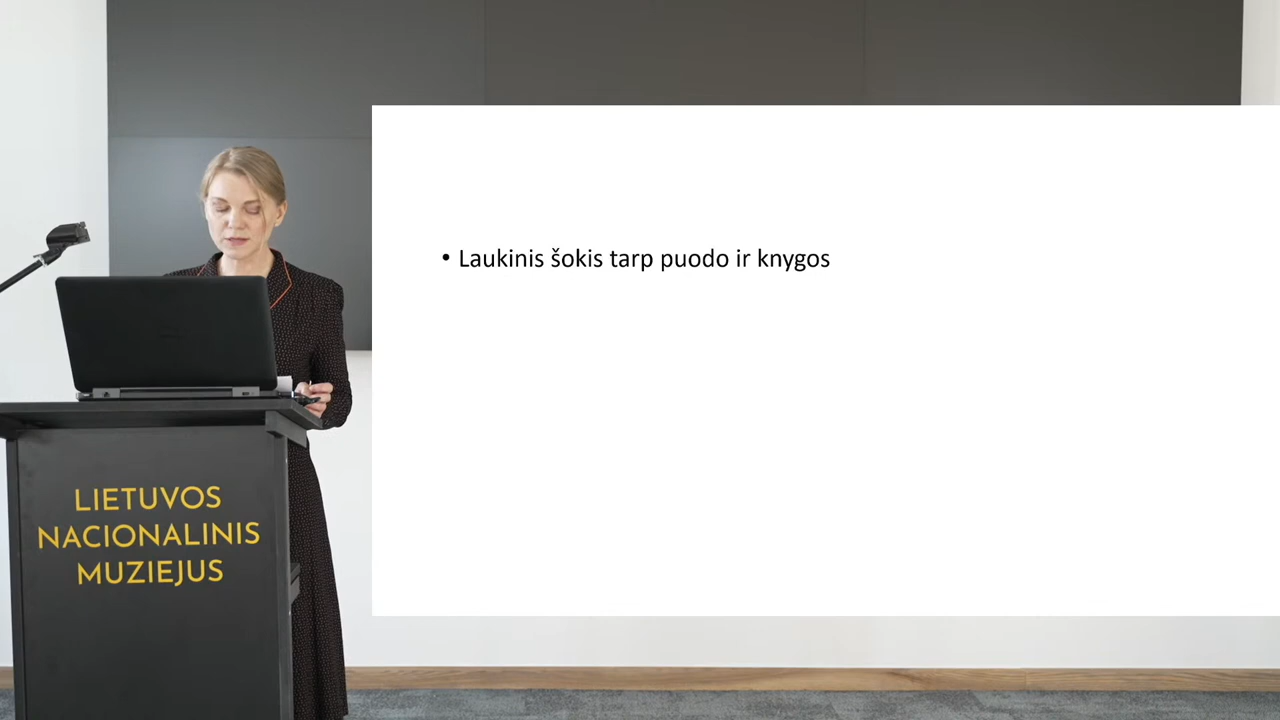 • Laukinis šokis tarp puodo ir knygos
LIETUVOS
NACIONALINIS
MUZIEJUS